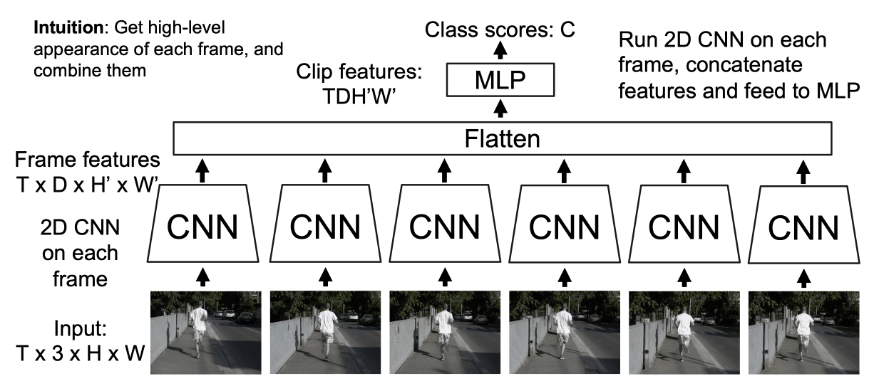 Intuition: Get high-level
appearance of each frame, and
combine them
Class scores: C
Run 2D CNN on each
frame, concatenate
features and feed to MLP
Clip features:
TDH'W'
MLP
Flatten
Frame features
T x D x H' x W'
2D CNN
on each
frame
CNN CNN CNN CNN CNN CNN
Input:
T x 3 x H x W